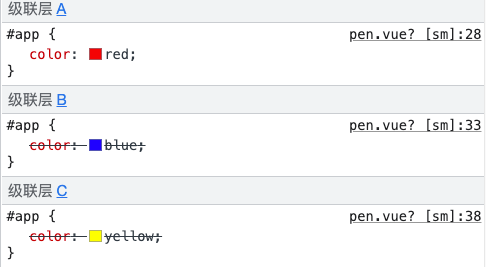 级联层 A
#app { pen.vue? [sm]:28
color: red;
}
级联层 B
#app { pen.vue? [sm]:33
color: blue;
}
级联层 C
#app { pen.vue? [sm]:38
color: yellow;
}